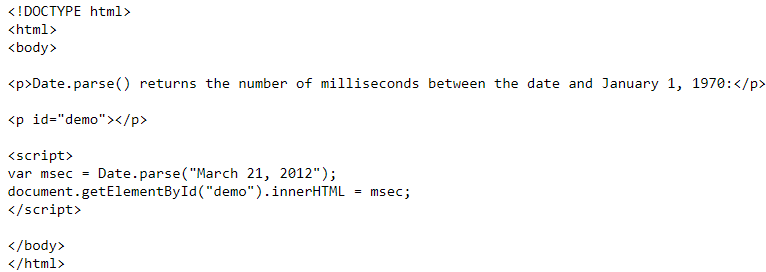 <!DOCTYPE html>
<html>
<body>
<p>Date.parse() returns the number of milliseconds between the date and January 1, 1970:</p>
<p id="demo"></p>
<script>
var msec = Date.parse("March 21, 2012");
document.getElementById("demo").innerHTML = msec;
</script>
</body>
</html>